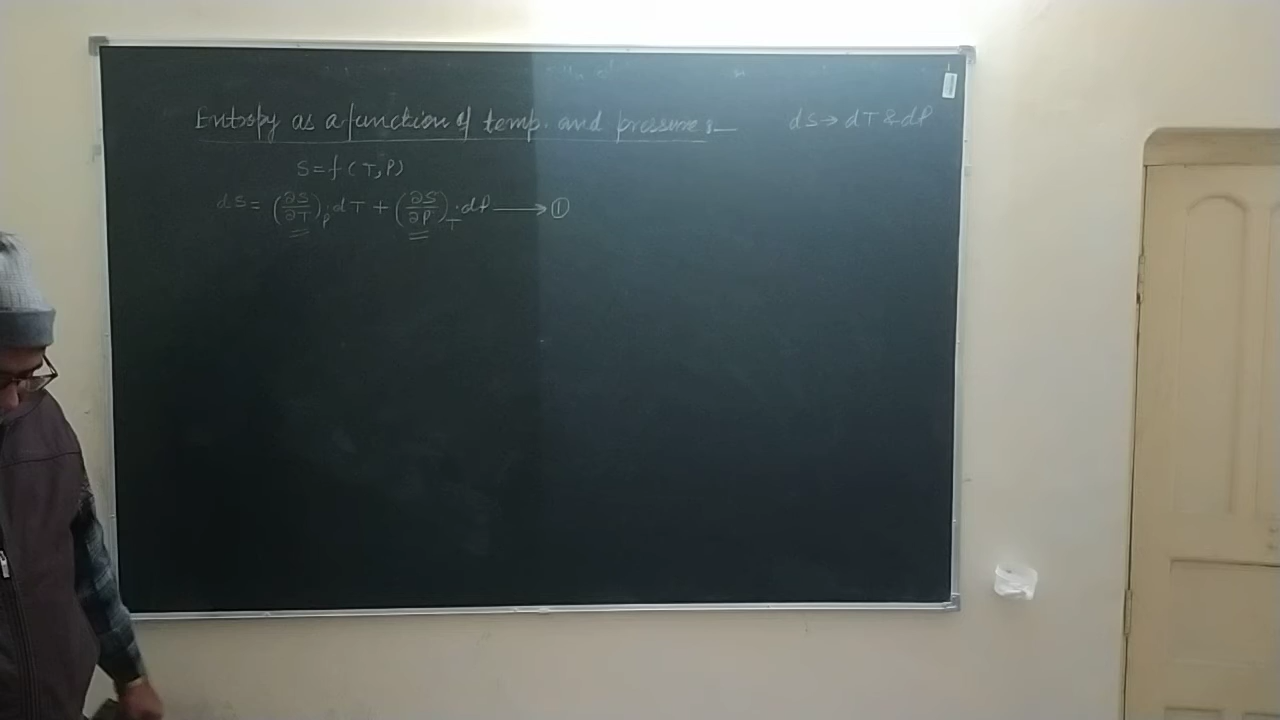 Entropy as a function of temp. and pressure :—
dS → dT & dP
S = f (T, P)
dS = (∂S/∂T)_P . dT + (∂S/∂P)_T . dP ——→ ①